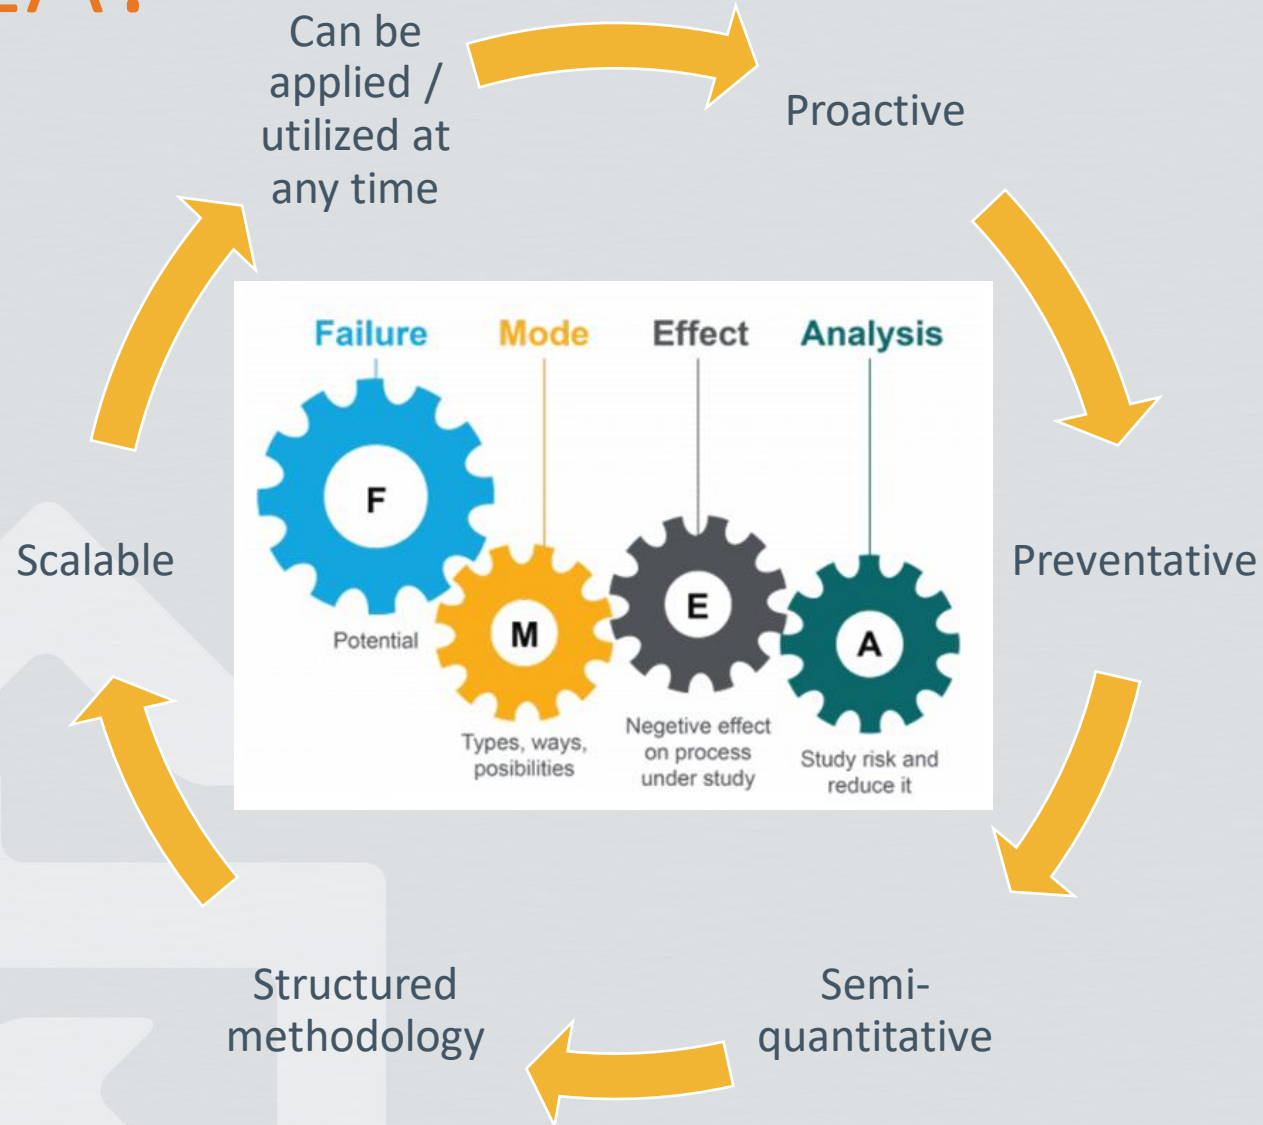 Can be
applied /
utilized at
any time
Proactive
Preventative
Semi-
quantitative
Structured
methodology
Scalable
Failure Mode Effect Analysis
F
M
E
A
Potential
Types, ways,
posibilities
Negetive effect
on process
under study
Study risk and
reduce it